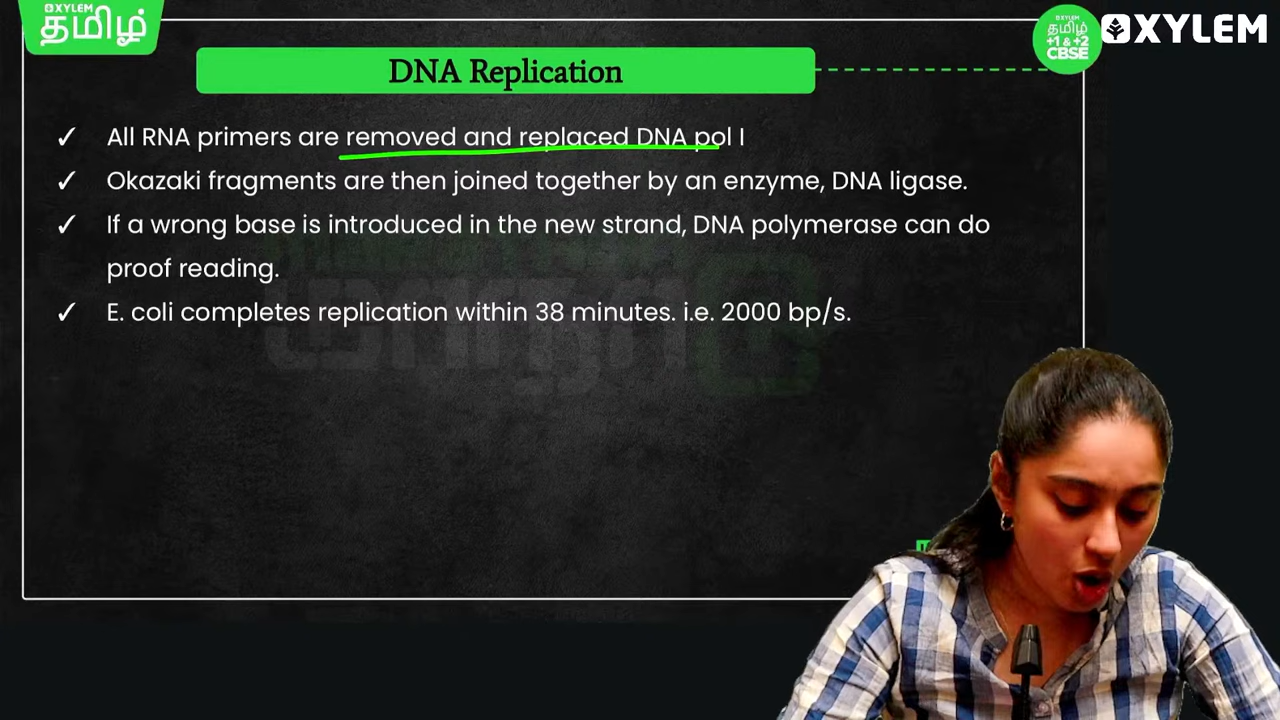 XYLEM
தமிழ்
XYLEM
தமிழ்
+1 & +2
CBSE
XYLEM
DNA Replication
✓ All RNA primers are removed and replaced DNA pol I
✓ Okazaki fragments are then joined together by an enzyme, DNA ligase.
✓ If a wrong base is introduced in the new strand, DNA polymerase can do
proof reading.
✓ E. coli completes replication within 38 minutes. i.e. 2000 bp/s.